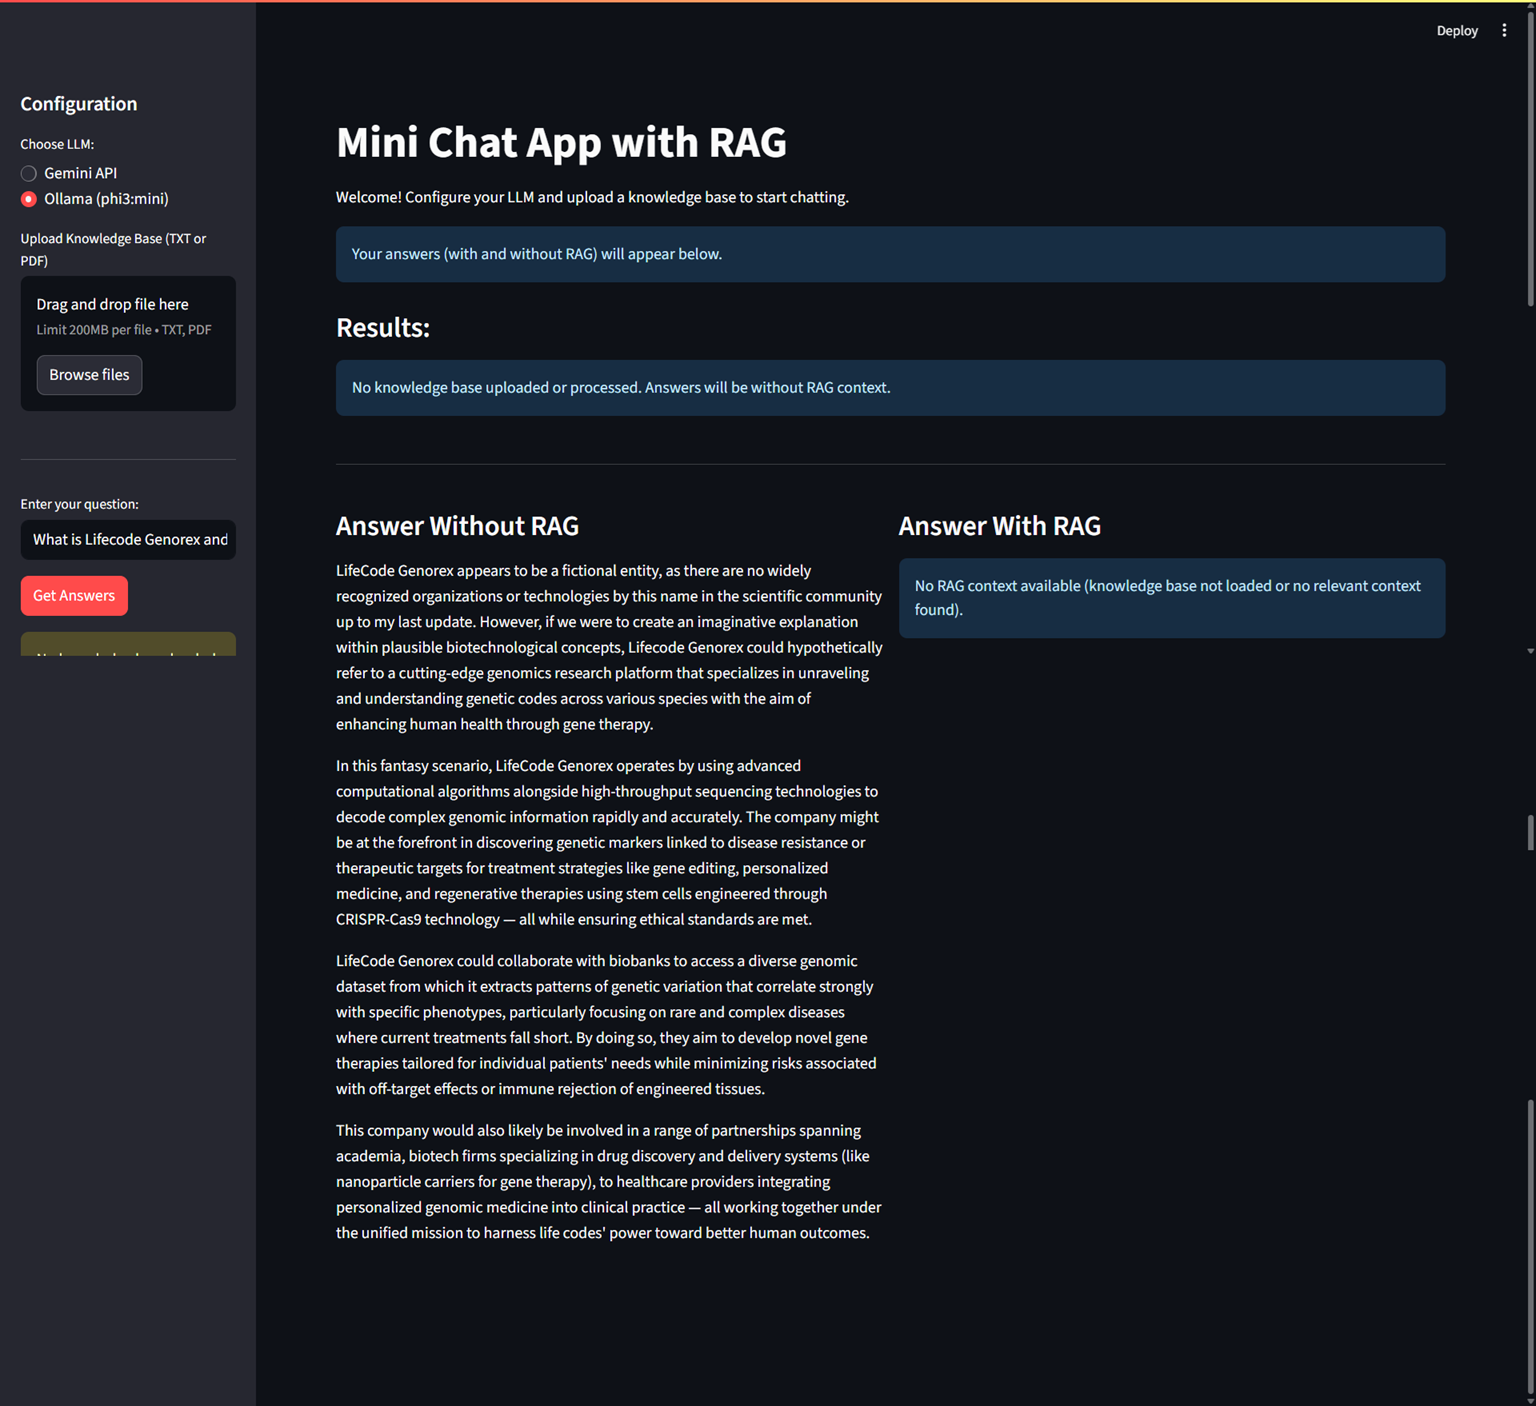 Deploy
Configuration
Choose LLM:
Gemini API
Ollama (phi3:mini)
Upload Knowledge Base (TXT or
PDF)
Drag and drop file here
Limit 200MB per file • TXT, PDF
Browse files
Enter your question:
What is Lifecode Genorex and
Get Answers
Mini Chat App with RAG
Welcome! Configure your LLM and upload a knowledge base to start chatting.
Your answers (with and without RAG) will appear below.
Results:
No knowledge base uploaded or processed. Answers will be without RAG context.
Answer Without RAG
LifeCode Genorex appears to be a fictional entity, as there are no widely
recognized organizations or technologies by this name in the scientific community
up to my last update. However, if we were to create an imaginative explanation
within plausible biotechnological concepts, Lifecode Genorex could hypothetically
refer to a cutting-edge genomics research platform that specializes in unraveling
and understanding genetic codes across various species with the aim of
enhancing human health through gene therapy.
In this fantasy scenario, LifeCode Genorex operates by using advanced
computational algorithms alongside high-throughput sequencing technologies to
decode complex genomic information rapidly and accurately. The company might
be at the forefront in discovering genetic markers linked to disease resistance or
therapeutic targets for treatment strategies like gene editing, personalized
medicine, and regenerative therapies using stem cells engineered through
CRISPR-Cas9 technology — all while ensuring ethical standards are met.
LifeCode Genorex could collaborate with biobanks to access a diverse genomic
dataset from which it extracts patterns of genetic variation that correlate strongly
with specific phenotypes, particularly focusing on rare and complex diseases
where current treatments fall short. By doing so, they aim to develop novel gene
therapies tailored for individual patients' needs while minimizing risks associated
with off-target effects or immune rejection of engineered tissues.
This company would also likely be involved in a range of partnerships spanning
academia, biotech firms specializing in drug discovery and delivery systems (like
nanoparticle carriers for gene therapy), to healthcare providers integrating
personalized genomic medicine into clinical practice — all working together under
the unified mission to harness life codes' power toward better human outcomes.
Answer With RAG
No RAG context available (knowledge base not loaded or no relevant context
found).